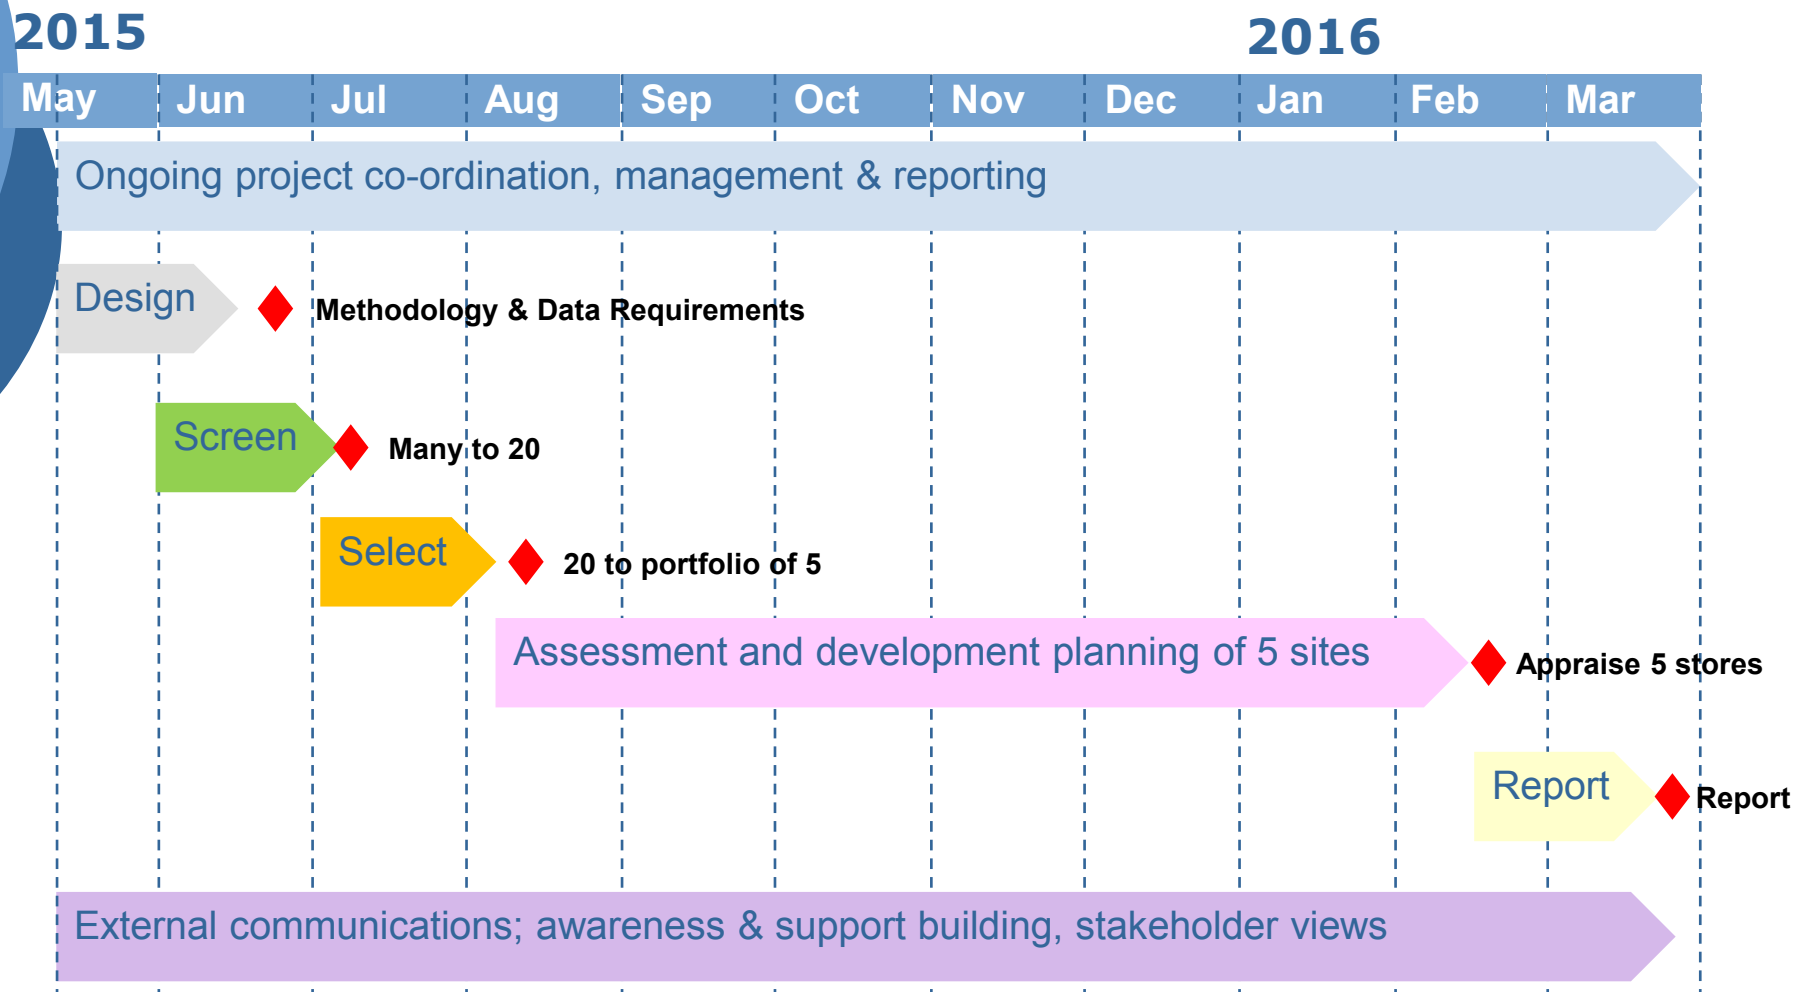 2015
2016
May Jun Jul Aug Sep Oct Nov Dec Jan Feb Mar
Ongoing project co-ordination, management & reporting
Design
Methodology & Data Requirements
Screen
Many to 20
Select
20 to portfolio of 5
Assessment and development planning of 5 sites
Appraise 5 stores
Report
Report
External communications; awareness & support building, stakeholder views